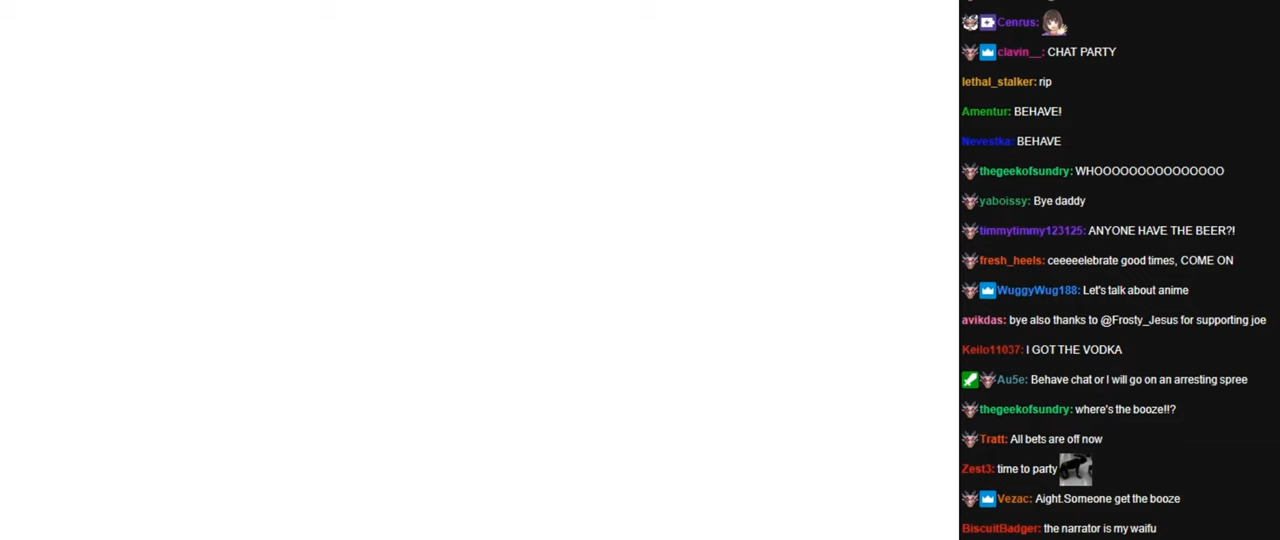 Cenrus:
clavin__: CHAT PARTY
lethal_stalker: rip
Amentur: BEHAVE!
Nevestka: BEHAVE
thegeekofsundry: WHOOOOOOOOOOOOOOO
yaboissy: Bye daddy
timmytimmy123125: ANYONE HAVE THE BEER?!
fresh_heels: ceeeeelebrate good times, COME ON
WuggyWug188: Let's talk about anime
avikdas: bye also thanks to @Frosty_Jesus for supporting joe
Keilo11037: I GOT THE VODKA
Au5e: Behave chat or I will go on an arresting spree
thegeekofsundry: where's the booze!!?
Tratt: All bets are off now
Zest3: time to party
Vezac: Aight.Someone get the booze
BiscuitBadger: the narrator is my waifu